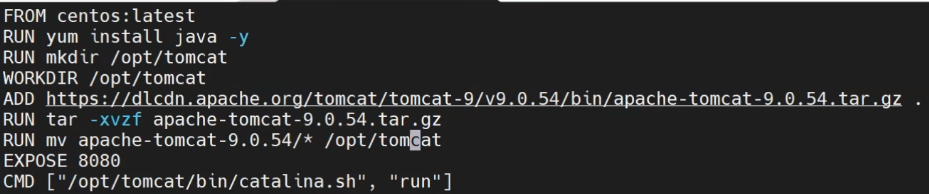 FROM centos:latest
RUN yum install java -y
RUN mkdir /opt/tomcat
WORKDIR /opt/tomcat
ADD https://dlcdn.apache.org/tomcat/tomcat-9/v9.0.54/bin/apache-tomcat-9.0.54.tar.gz .
RUN tar -xvzf apache-tomcat-9.0.54.tar.gz
RUN mv apache-tomcat-9.0.54/* /opt/tomcat
EXPOSE 8080
CMD ["/opt/tomcat/bin/catalina.sh", "run"]